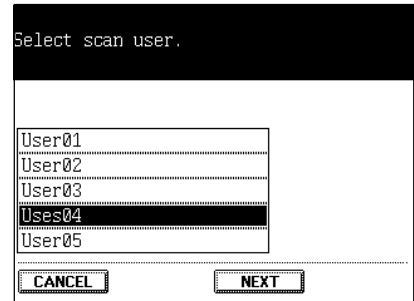 Select scan user.
User01
User02
User03
Uses04
User05
CANCEL NEXT